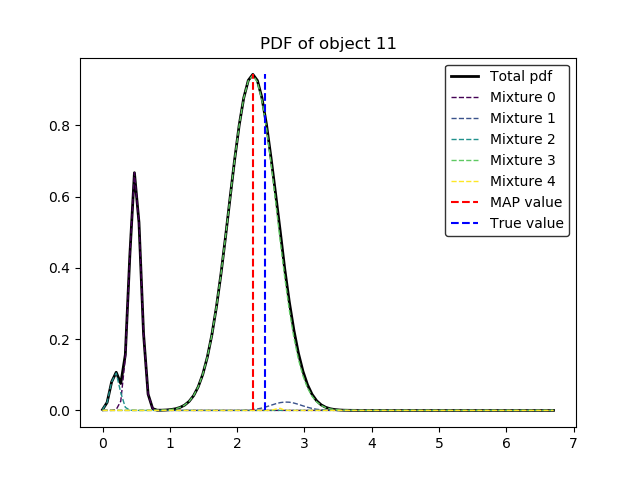 PDF of object 11
Total pdf
Mixture 0
Mixture 1
Mixture 2
Mixture 3
Mixture 4
MAP value
True value
0.8
0.6
0.4
0.2
0.0
0 1 2 3 4 5 6 7